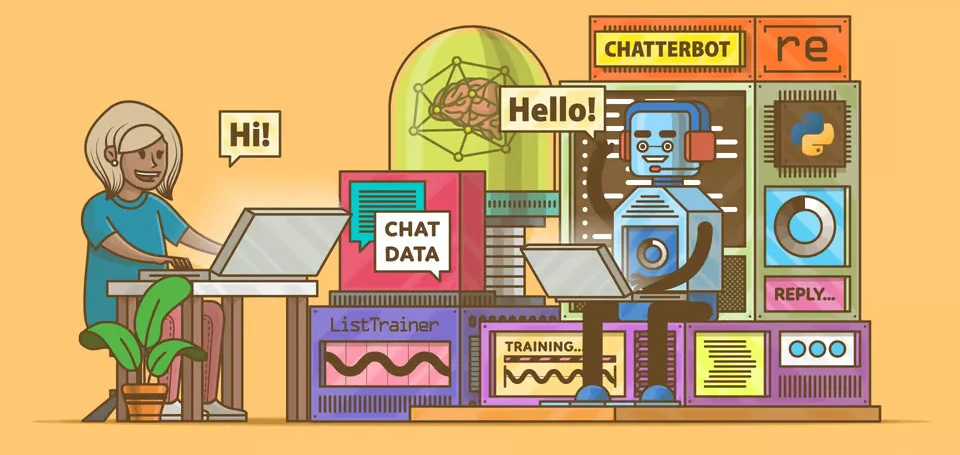 CHATTERBOT
re
Hi!
Hello!
CHAT
DATA
REPLY...
ListTrainer
TRAINING...